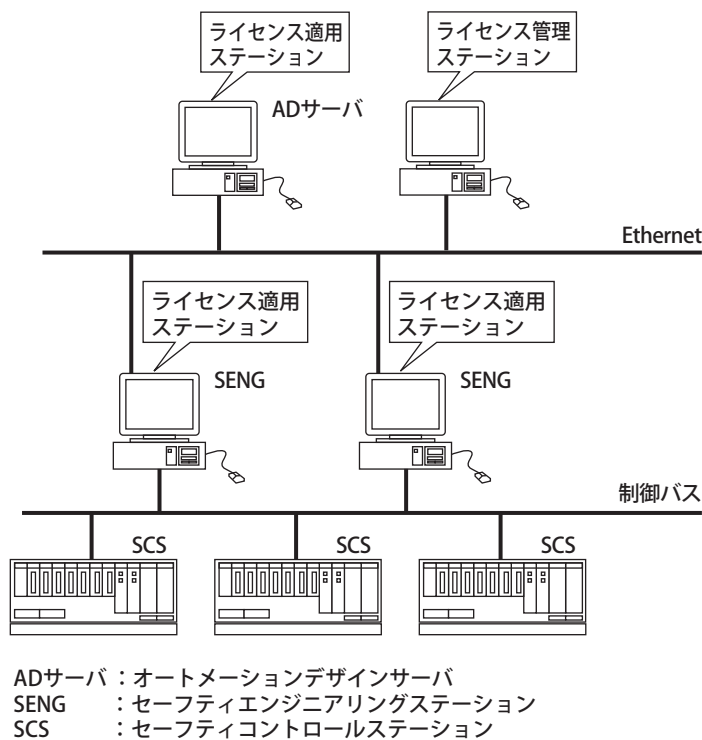 ライセンス適用
ステーション
ライセンス管理
ステーション
ADサーバ
Ethernet
ライセンス適用
ステーション
ライセンス適用
ステーション
SENG
SENG
制御バス
SCS
SCS
SCS
ADサーバ：オートメーションデザインサーバ
SENG ：セーフティエンジニアリングステーション
SCS ：セーフティコントロールステーション